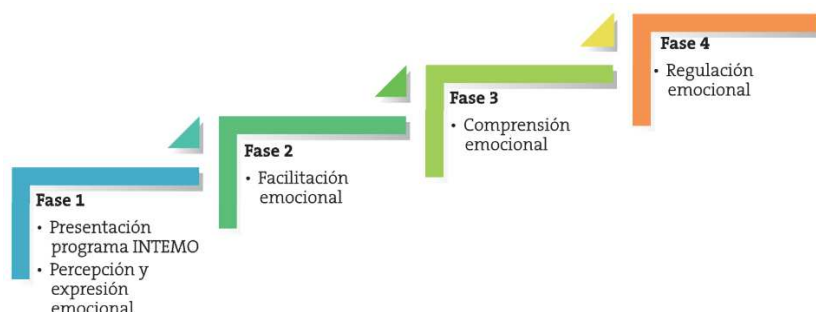 Fase 1
• Presentación
programa INTEMO
• Percepción y
expresión
emocional
Fase 2
• Facilitación
emocional
Fase 3
• Comprensión
emocional
Fase 4
• Regulación
emocional